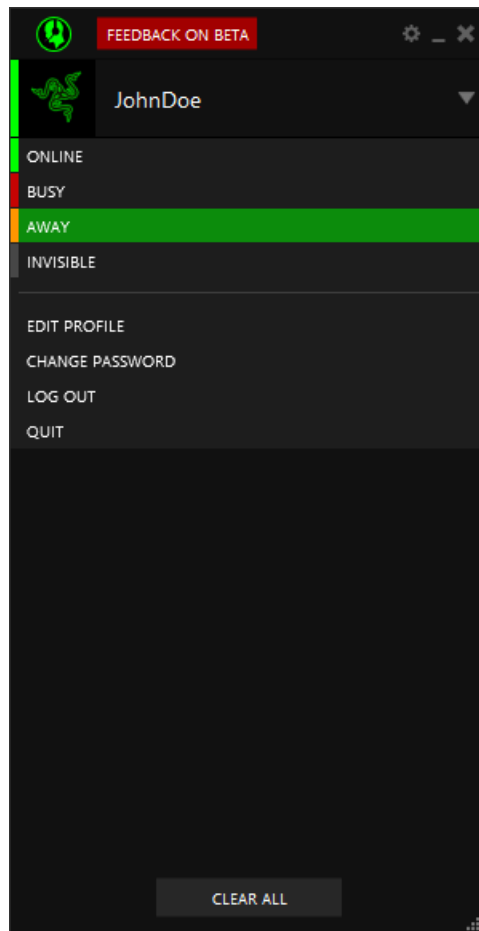 FEEDBACK ON BETA
JohnDoe
ONLINE
BUSY
AWAY
INVISIBLE
EDIT PROFILE
CHANGE PASSWORD
LOG OUT
QUIT
CLEAR ALL